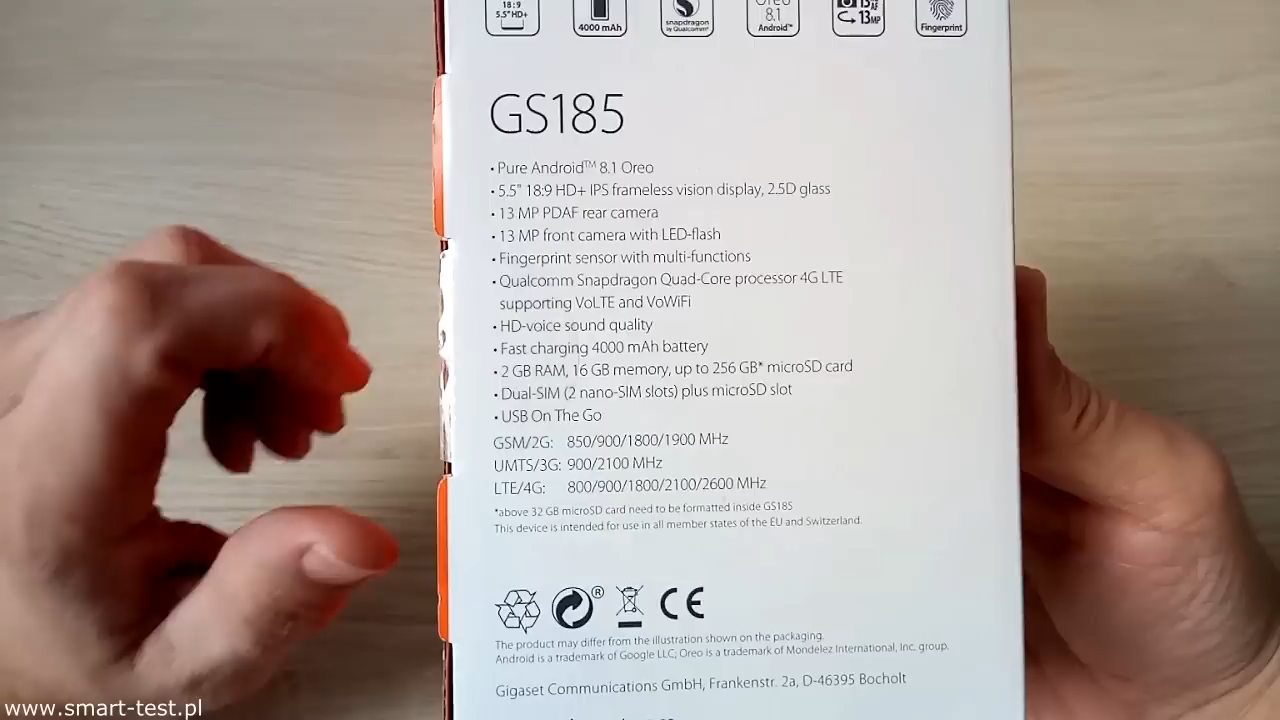 18:9
5.5" HD+
4000 mAh
snapdragon
by Qualcomm®
Oreo
8.1
Android™
13 AF
13MP
Fingerprint
GS185
• Pure Android™ 8.1 Oreo
• 5.5" 18:9 HD+ IPS frameless vision display, 2.5D glass
• 13 MP PDAF rear camera
• 13 MP front camera with LED-flash
• Fingerprint sensor with multi-functions
• Qualcomm Snapdragon Quad-Core processor 4G LTE
supporting VoLTE and VoWiFi
• HD-voice sound quality
• Fast charging 4000 mAh battery
• 2 GB RAM, 16 GB memory, up to 256 GB* microSD card
• Dual-SIM (2 nano-SIM slots) plus microSD slot
• USB On The Go
GSM/2G: 850/900/1800/1900 MHz
UMTS/3G: 900/2100 MHz
LTE/4G: 800/900/1800/2100/2600 MHz
*above 32 GB microSD card need to be formatted inside GS185
This device is intended for use in all member states of the EU and Switzerland.
® CE
The product may differ from the illustration shown on the packaging.
Android is a trademark of Google LLC; Oreo is a trademark of Mondelez International, Inc. group.
Gigaset Communications GmbH, Frankenstr. 2a, D-46395 Bocholt
www.smart-test.pl